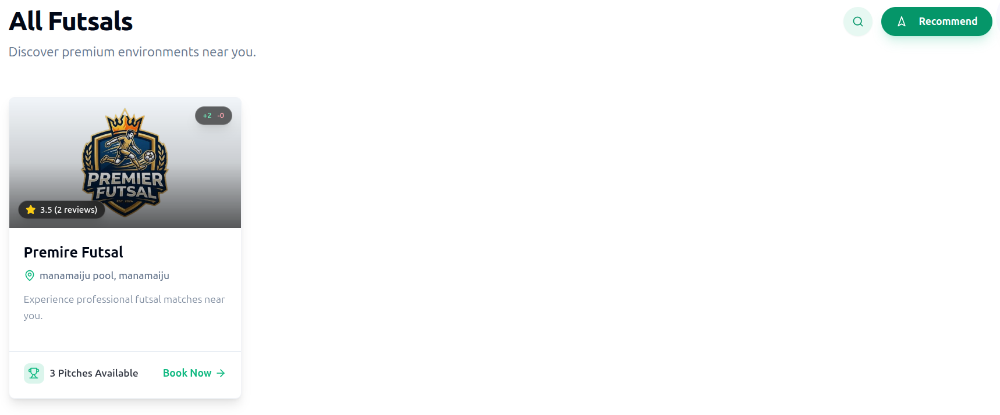 All Futsals
Recommend
Discover premium environments near you.
+2 -0
PREMIER
FUTSAL
EST. 2024
3.5 (2 reviews)
Premire Futsal
manamaiju pool, manamaiju
Experience professional futsal matches near
you.
3 Pitches Available
Book Now